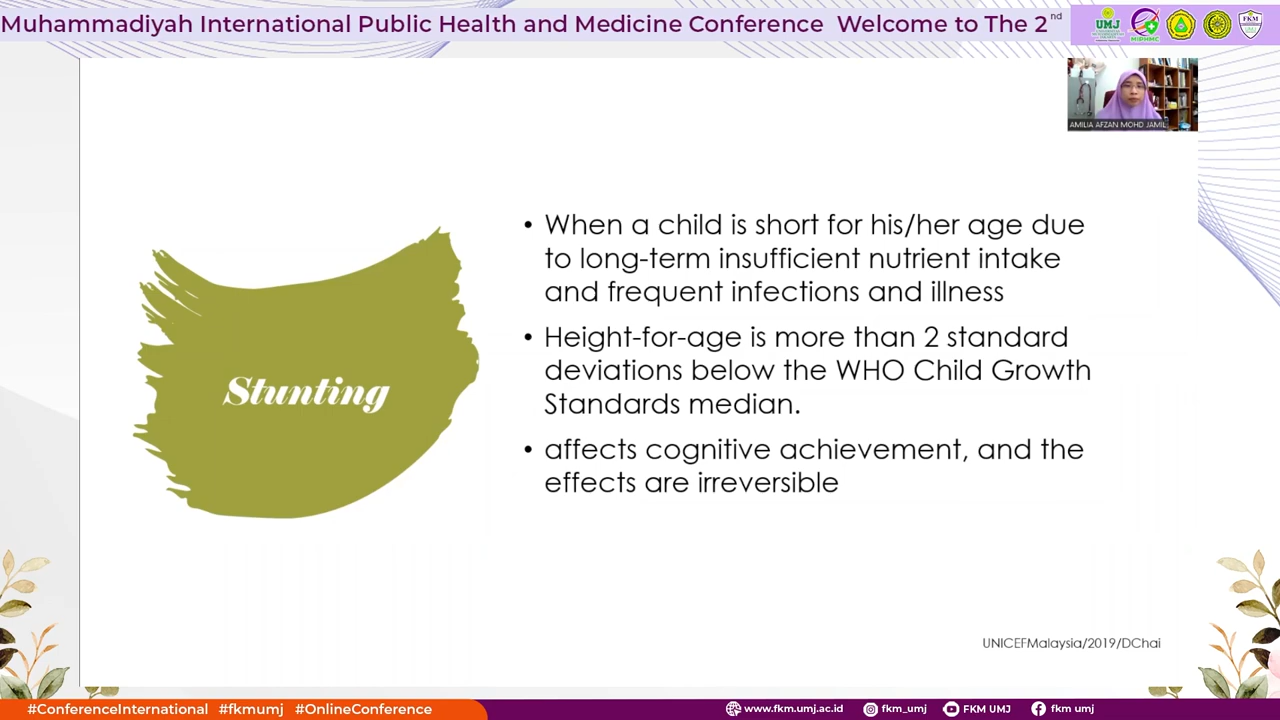 Muhammadiyah International Public Health and Medicine Conference Welcome to The 2nd
UMJ
MIPHMC
FKM
AMILIA AFZAN MOHD JAMIL
Stunting
• When a child is short for his/her age due
to long-term insufficient nutrient intake
and frequent infections and illness
• Height-for-age is more than 2 standard
deviations below the WHO Child Growth
Standards median.
• affects cognitive achievement, and the
effects are irreversible
UNICEFMalaysia/2019/DChai
#ConferenceInternational #fkmumj #OnlineConference
www.fkm.umj.ac.id fkm_umj FKM UMJ fkm umj